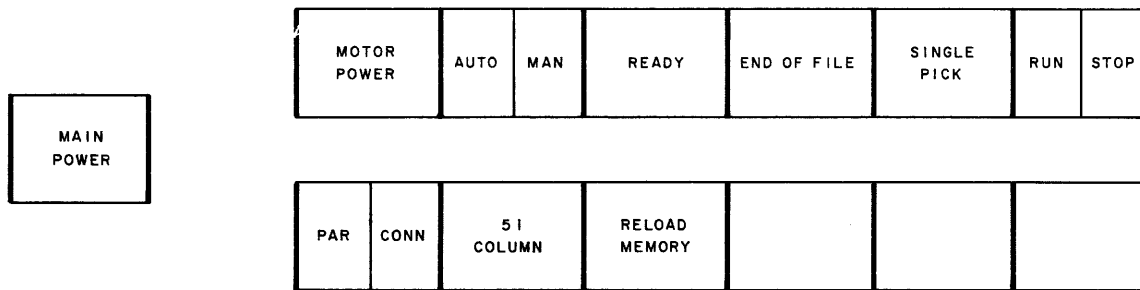 MOTOR POWER
AUTO
MAN
READY
END OF FILE
SINGLE PICK
RUN
STOP
MAIN POWER
PAR
CONN
51 COLUMN
RELOAD MEMORY